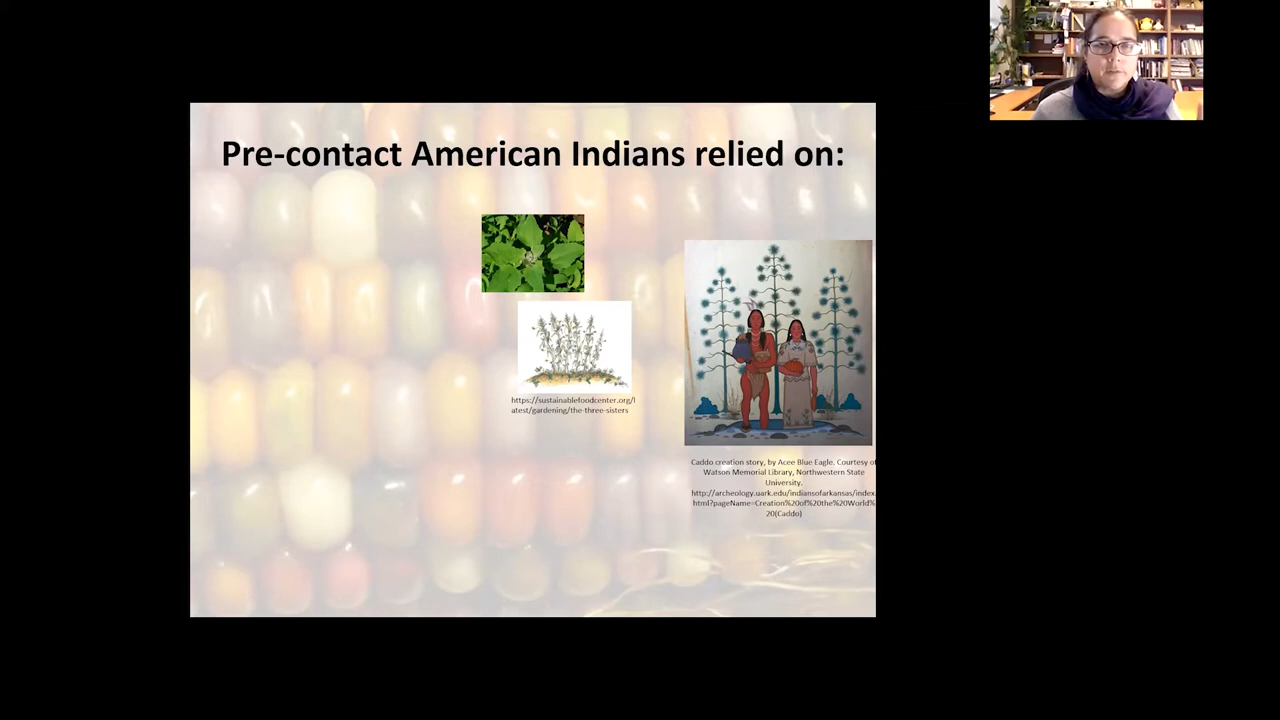 Pre-contact American Indians relied on:
https://sustainablefoodcenter.org/l
atest/gardening/the-three-sisters
Caddo creation story, by Acee Blue Eagle. Courtesy of
Watson Memorial Library, Northwestern State
University.
http://archeology.uark.edu/indiansofarkansas/index.
html?pageName=Creation%20of%20the%20World%
20(Caddo)